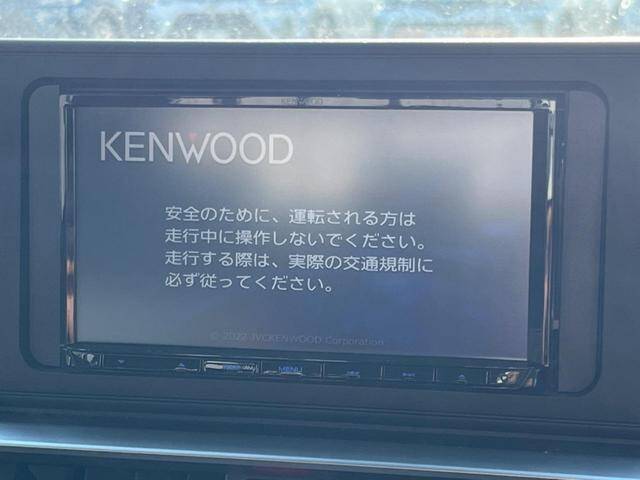 KENWOOD
KENWOOD
安全のために、運転される方は
走行中に操作しないでください。
走行する際は、実際の交通規制に
必ず従ってください。
© 2022 JVCKENWOOD Corporation
MENU